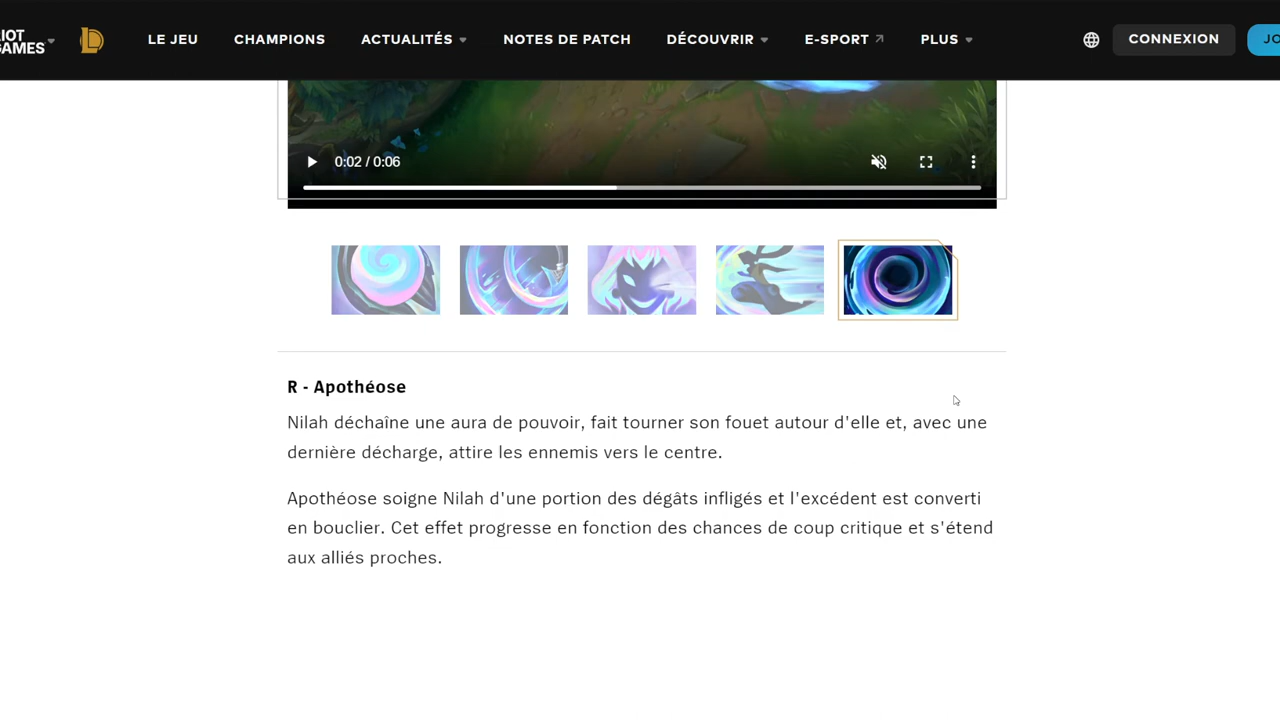 GAMES
LE JEU
CHAMPIONS
ACTUALITÉS
NOTES DE PATCH
DÉCOUVRIR
E-SPORT
PLUS
CONNEXION
0:02 / 0:06
R - Apothéose
Nilah déchaîne une aura de pouvoir, fait tourner son fouet autour d'elle et, avec une
dernière décharge, attire les ennemis vers le centre.
Apothéose soigne Nilah d'une portion des dégâts infligés et l'excédent est converti
en bouclier. Cet effet progresse en fonction des chances de coup critique et s'étend
aux alliés proches.